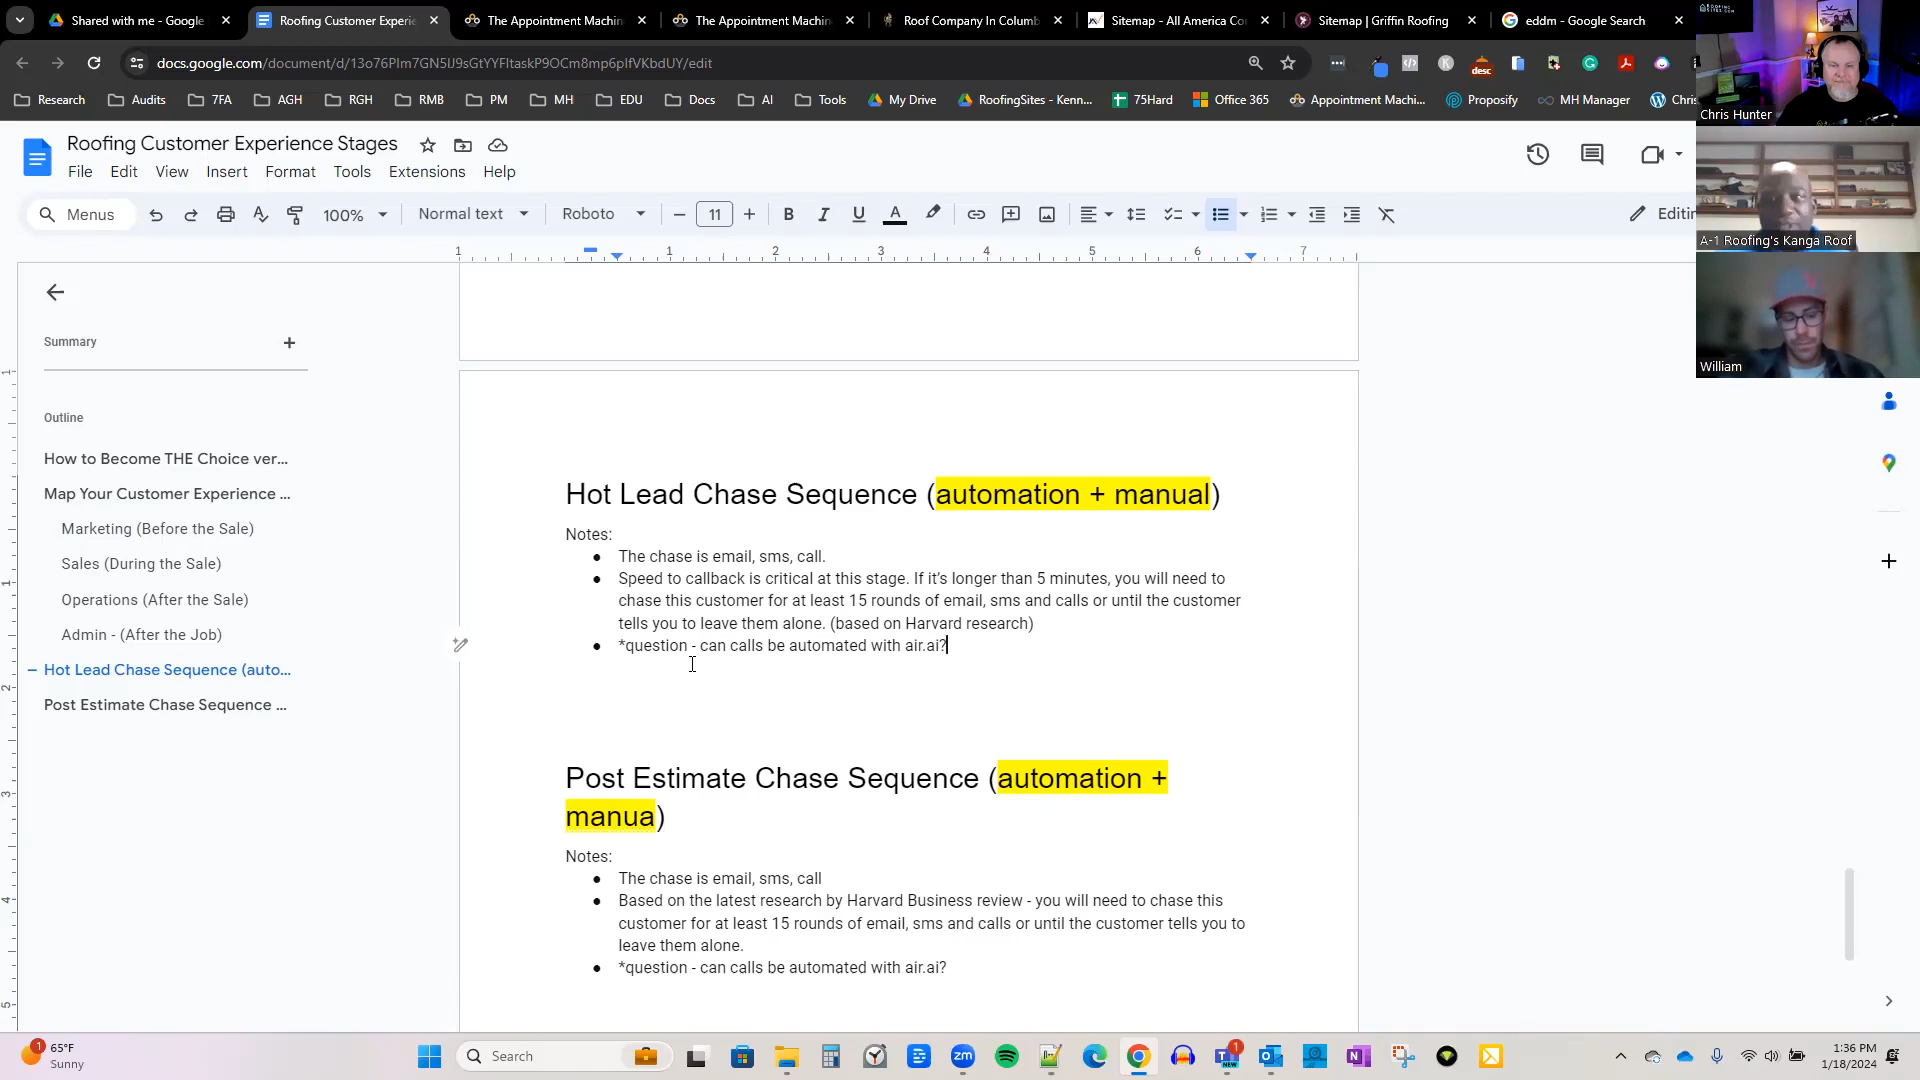 Shared with me - Google
Roofing Customer Experie
The Appointment Machin
The Appointment Machin
Roof Company In Columb
Sitemap - All America Co
Sitemap | Griffin Roofing
eddm - Google Search
docs.google.com/document/d/13o76Plm7GN5IJ9sGtYYFltaskP9OCm8mp6plfVKbdUY/edit
Research
Audits
7FA
AGH
RGH
RMB
PM
MH
EDU
Docs
AI
Tools
My Drive
RoofingSites - Kenn...
75Hard
Office 365
Appointment Machi...
Proposify
MH Manager
Chris
Chris Hunter
Roofing Customer Experience Stages
File Edit View Insert Format Tools Extensions Help
Menus
100%
Normal text
Roboto
11
Editin
A-1 Roofing's Kanga Roof
William
1 1 2 3 4 5 6 7
Summary
Outline
How to Become THE Choice ver...
Map Your Customer Experience ...
Marketing (Before the Sale)
Sales (During the Sale)
Operations (After the Sale)
Admin - (After the Job)
Hot Lead Chase Sequence (auto...
Post Estimate Chase Sequence ...
Hot Lead Chase Sequence (automation + manual)
Notes:
● The chase is email, sms, call.
● Speed to callback is critical at this stage. If it's longer than 5 minutes, you will need to
chase this customer for at least 15 rounds of email, sms and calls or until the customer
tells you to leave them alone. (based on Harvard research)
● *question - can calls be automated with air.ai?
Post Estimate Chase Sequence (automation +
manua)
Notes:
● The chase is email, sms, call
● Based on the latest research by Harvard Business review - you will need to chase this
customer for at least 15 rounds of email, sms and calls or until the customer tells you to
leave them alone.
● *question - can calls be automated with air.ai?
65°F
Sunny
Search
1:36 PM
1/18/2024